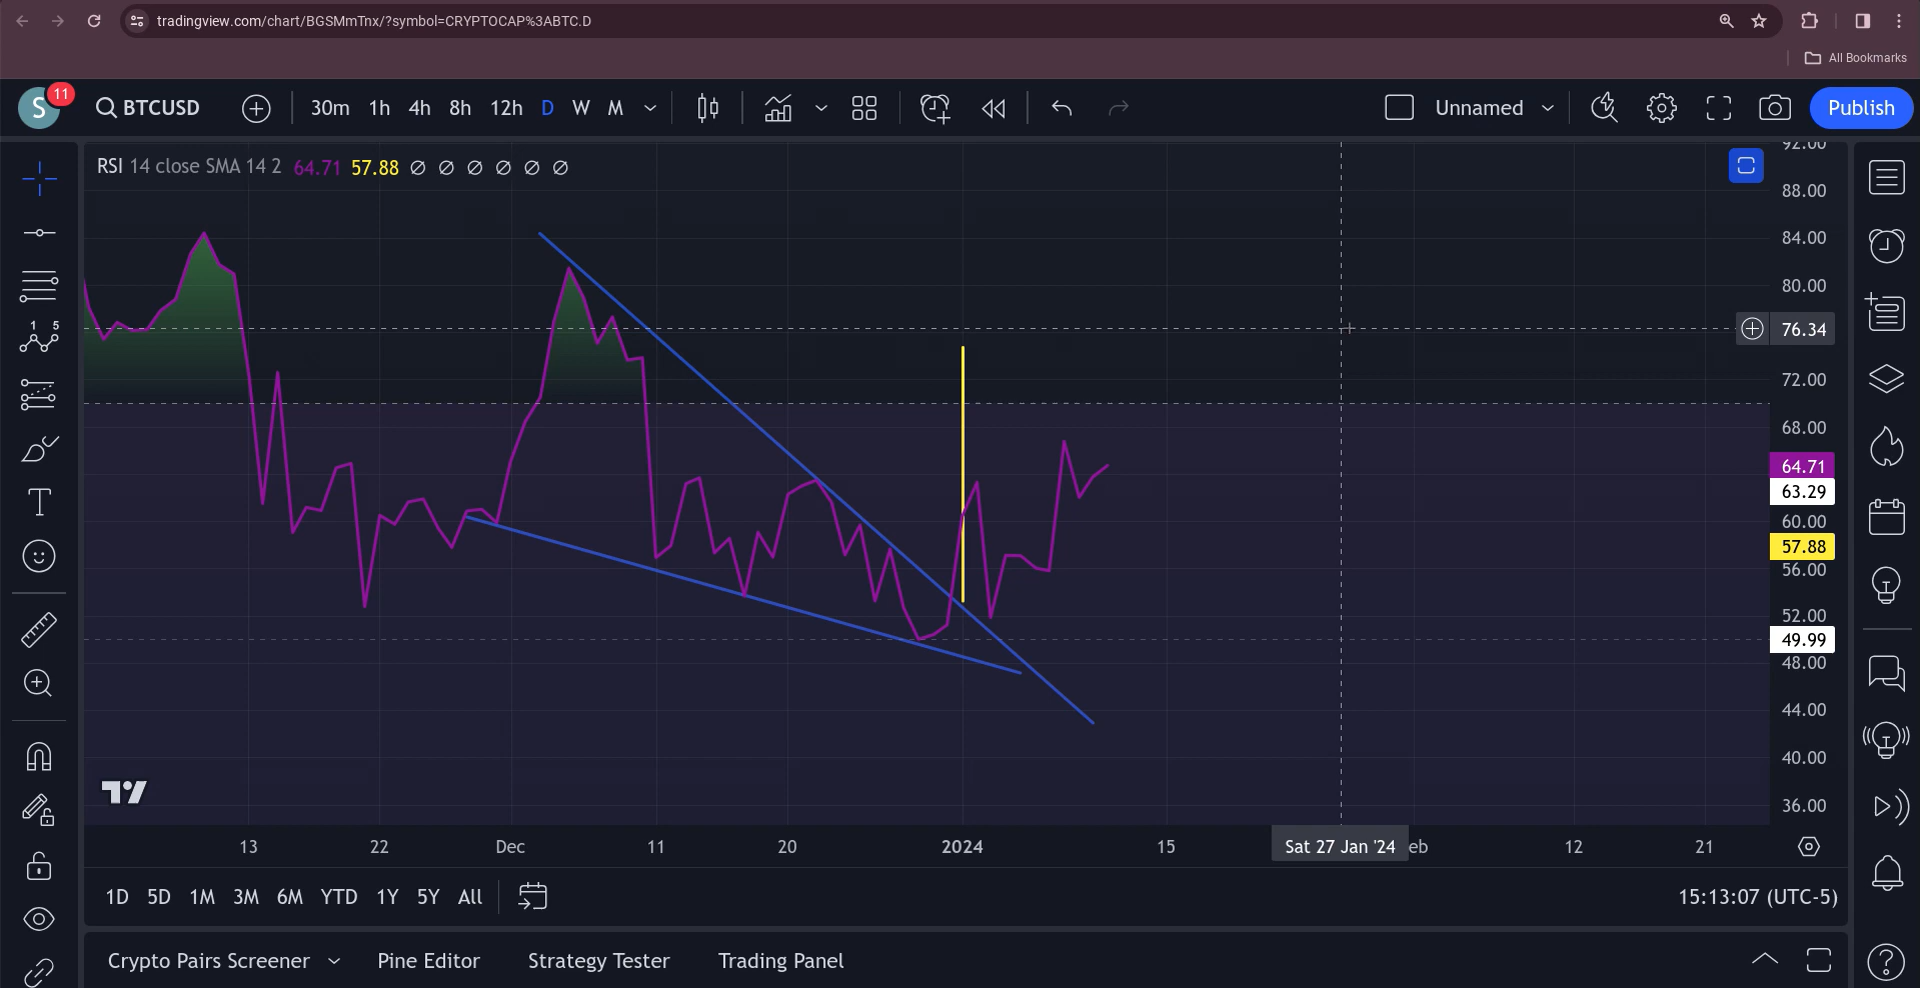 tradingview.com/chart/BGSMmTnx/?symbol=CRYPTOCAP%3ABTC.D
All Bookmarks
S 11 BTCUSD 30m 1h 4h 8h 12h D W M Unnamed Publish
RSI 14 close SMA 14 2 64.71 57.88 ∅ ∅ ∅ ∅ ∅ ∅
92.00
88.00
84.00
80.00
76.34
72.00
68.00
64.71
63.29
60.00
57.88
56.00
52.00
49.99
48.00
44.00
40.00
36.00
13 22 Dec 11 20 2024 15 Sat 27 Jan '24 eb 12 21
1D 5D 1M 3M 6M YTD 1Y 5Y All 15:13:07 (UTC-5)
Crypto Pairs Screener Pine Editor Strategy Tester Trading Panel